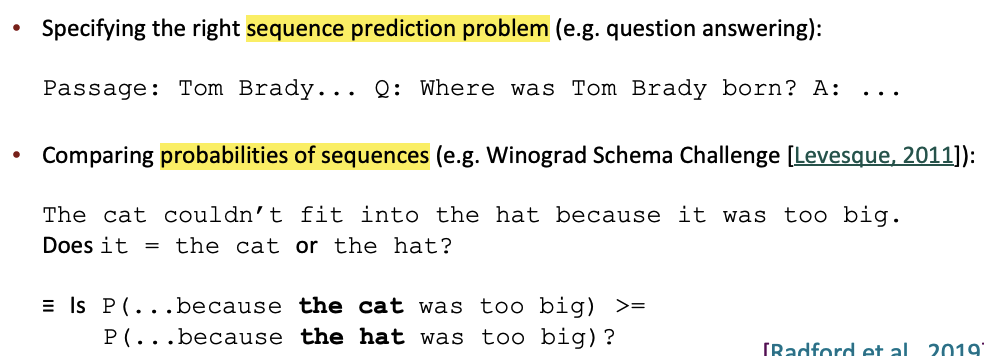 • Specifying the right sequence prediction problem (e.g. question answering):
Passage: Tom Brady... Q: Where was Tom Brady born? A: ...
• Comparing probabilities of sequences (e.g. Winograd Schema Challenge [Levesque, 2011]):
The cat couldn’t fit into the hat because it was too big.
Does it = the cat or the hat?
≡ Is P(...because the cat was too big) >=
P(...because the hat was too big)?
[Radford et al., 2019]